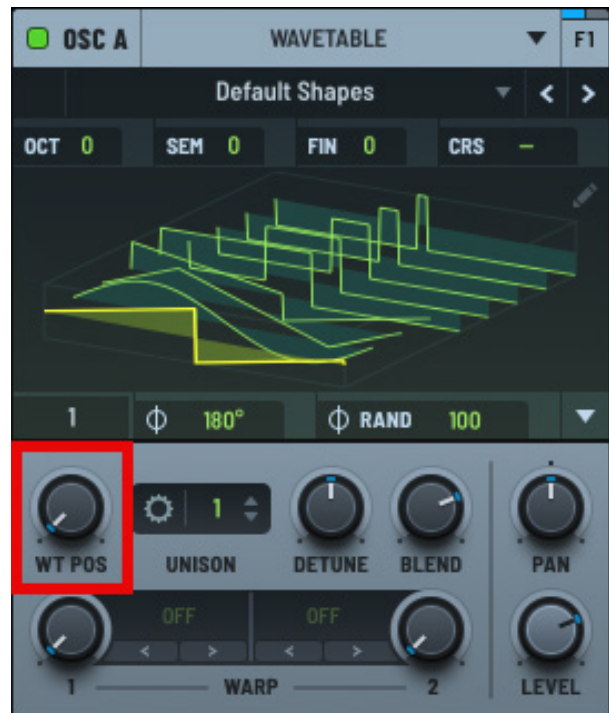 OSC A WAVETABLE F1
Default Shapes < >
OCT 0 SEM 0 FIN 0 CRS –
1 180° RAND 100
1
WT POS UNISON DETUNE BLEND PAN
OFF OFF
< > < >
1 WARP 2 LEVEL